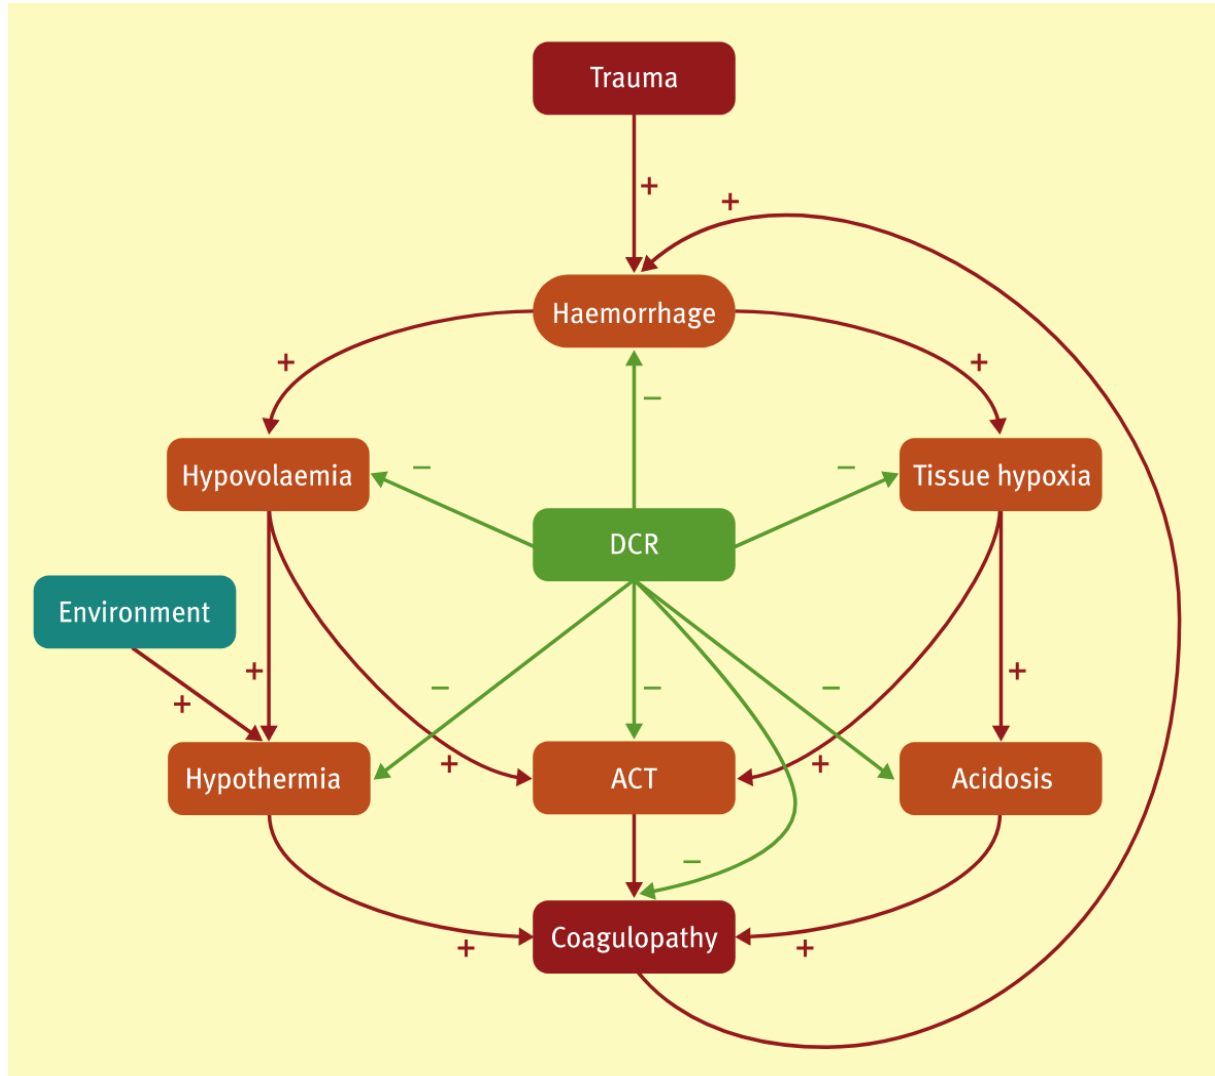 Trauma
+
+
Haemorrhage
+
+
–
Hypovolaemia
–
–
Tissue hypoxia
DCR
Environment
+
+
+
–
–
–
Hypothermia
+
ACT
+
Acidosis
–
Coagulopathy
+
+